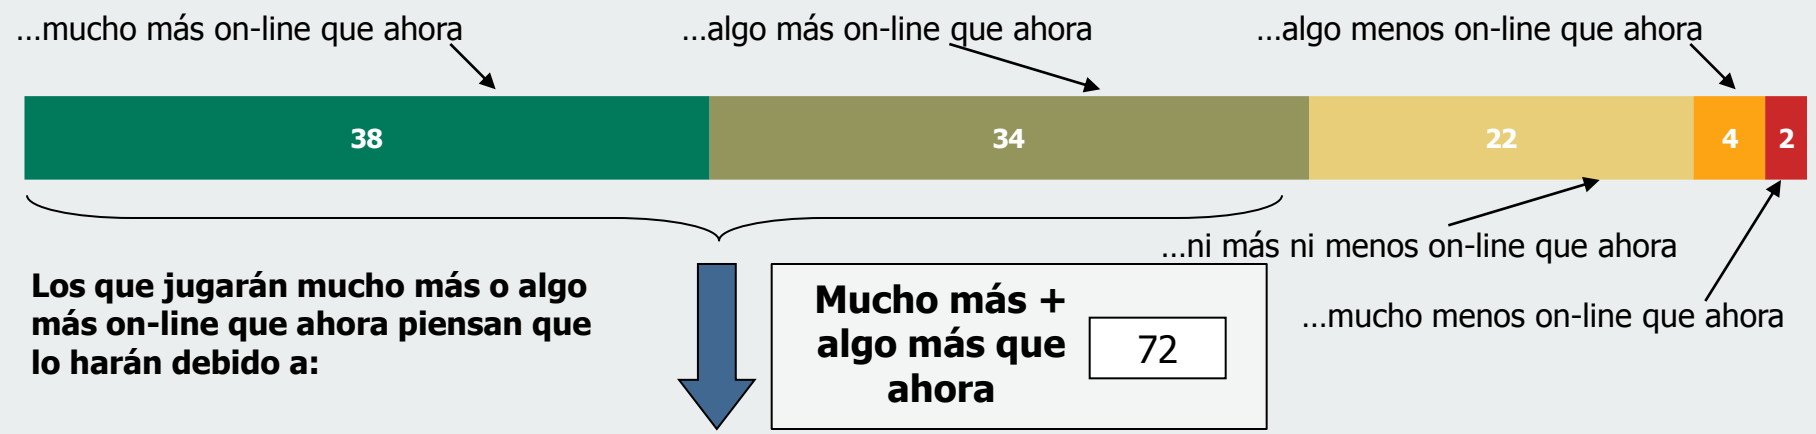 ...mucho más on-line que ahora
...algo más on-line que ahora
...algo menos on-line que ahora
38
34
22
4
2
...ni más ni menos on-line que ahora
...mucho menos on-line que ahora
Los que jugarán mucho más o algo
más on-line que ahora piensan que
lo harán debido a:
Mucho más +
algo más que
ahora
72